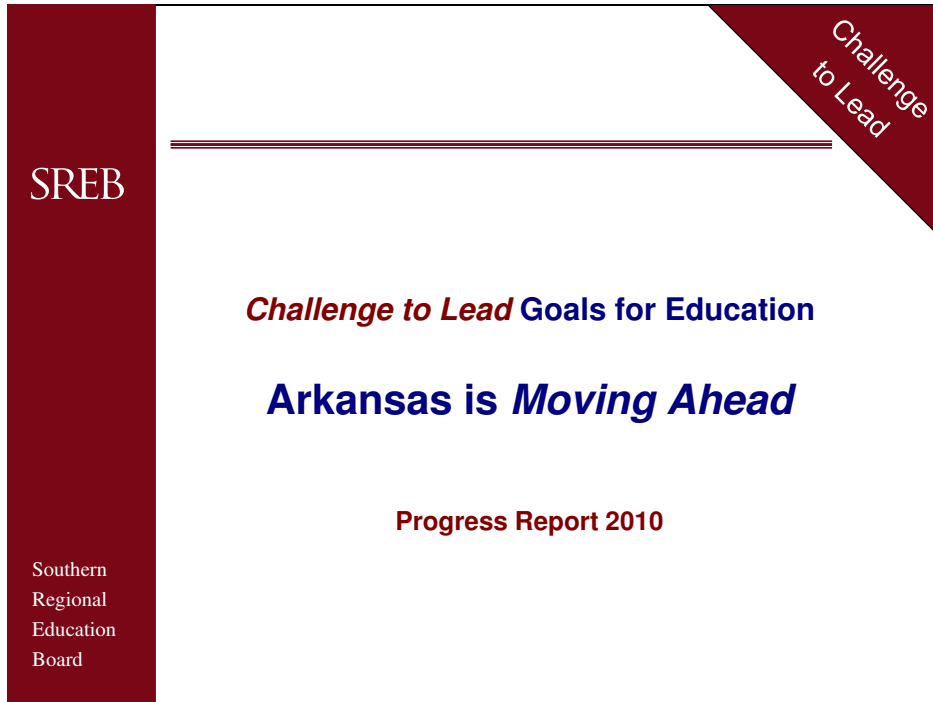 Challenge
to Lead
SREB
Challenge to Lead Goals for Education
Arkansas is Moving Ahead
Progress Report 2010
Southern
Regional
Education
Board